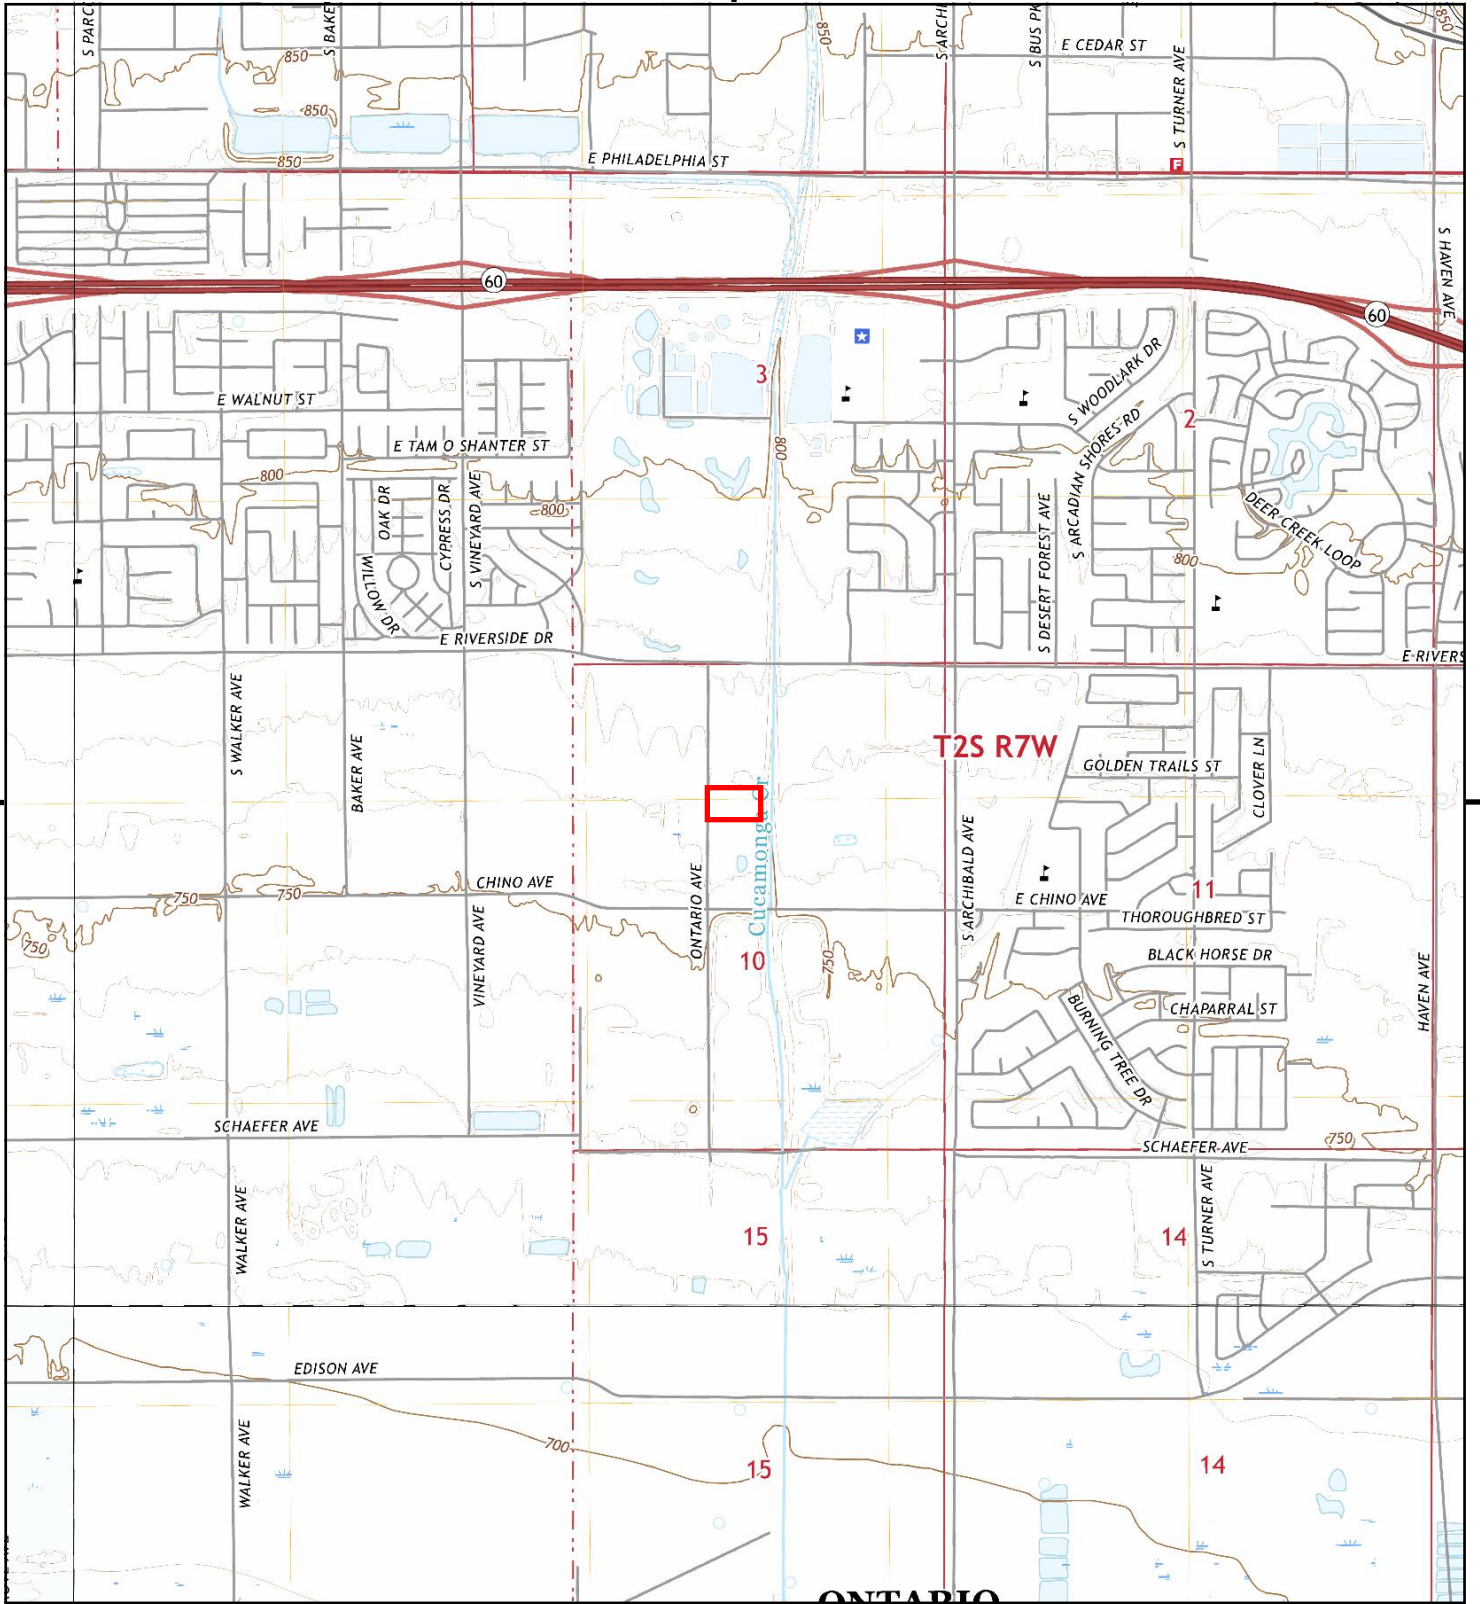 S PARC
S BAKE
850
S ARCHI
S BUS PK
E CEDAR ST
S TURNER AVE
850
850
850
850
E PHILADELPHIA ST
F
S HAVEN AVE
60
60
3
E WALNUT ST
S WOODLARK DR
2
E TAM O SHANTER ST
S ARCADIAN SHORES RD
800
800
OAK DR
CYPRESS DR
S VINEYARD AVE
800
DEER CREEK LOOP
S DESERT FOREST AVE
800
WILLOW DR
E RIVERSIDE DR
E RIVERS
S WALKER AVE
BAKER AVE
T2S R7W
GOLDEN TRAILS ST
CLOVER LN
Cucamonga Cr
S ARCHIBALD AVE
CHINO AVE
750
750
ONTARIO AVE
E CHINO AVE
11
THOROUGHBRED ST
750
VINEYARD AVE
10
750
BLACK HORSE DR
HAVEN AVE
BURNING TREE DR
CHAPARRAL ST
SCHAEFER AVE
750
SCHAEFER AVE
WALKER AVE
15
14
S TURNER AVE
EDISON AVE
WALKER AVE
700
15
14
ONTARIO